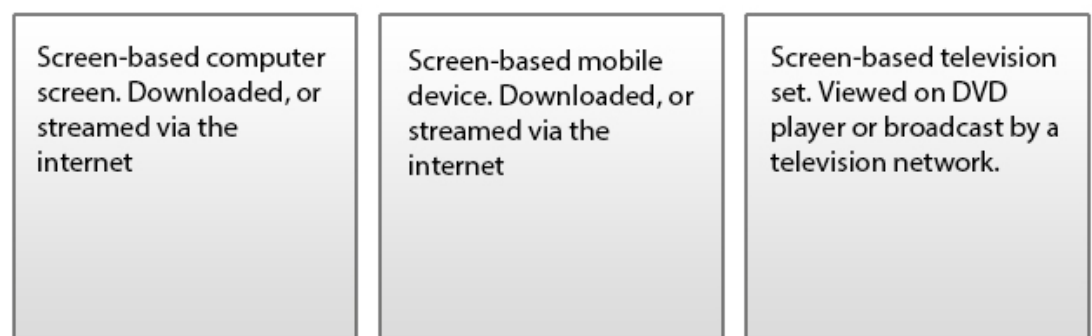 Screen-based computer
screen. Downloaded, or
streamed via the
internet
Screen-based mobile
device. Downloaded, or
streamed via the
internet
Screen-based television
set. Viewed on DVD
player or broadcast by a
television network.